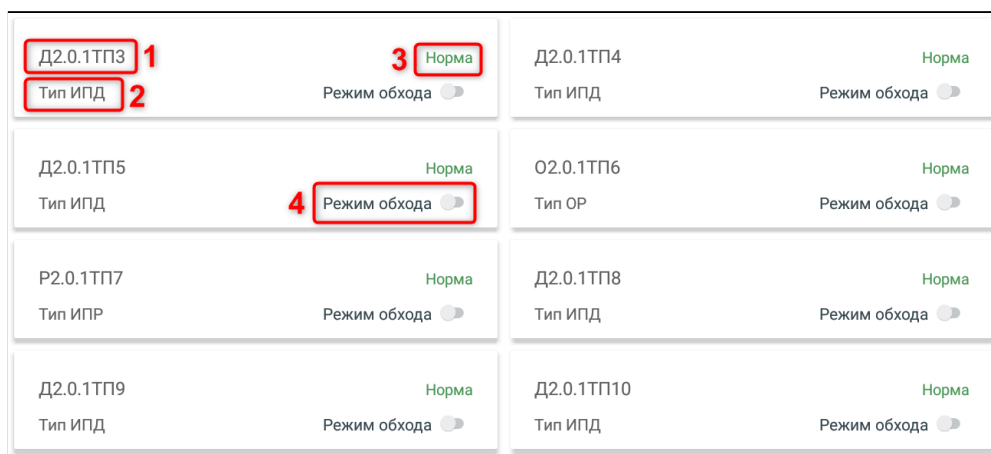 Д2.0.1ТП3 1 3 Норма
Тип ИПД 2 Режим обхода
Д2.0.1ТП4 Норма
Тип ИПД Режим обхода
Д2.0.1ТП5 Норма
Тип ИПД 4 Режим обхода
О2.0.1ТП6 Норма
Тип ОР Режим обхода
Р2.0.1ТП7 Норма
Тип ИПР Режим обхода
Д2.0.1ТП8 Норма
Тип ИПД Режим обхода
Д2.0.1ТП9 Норма
Тип ИПД Режим обхода
Д2.0.1ТП10 Норма
Тип ИПД Режим обхода